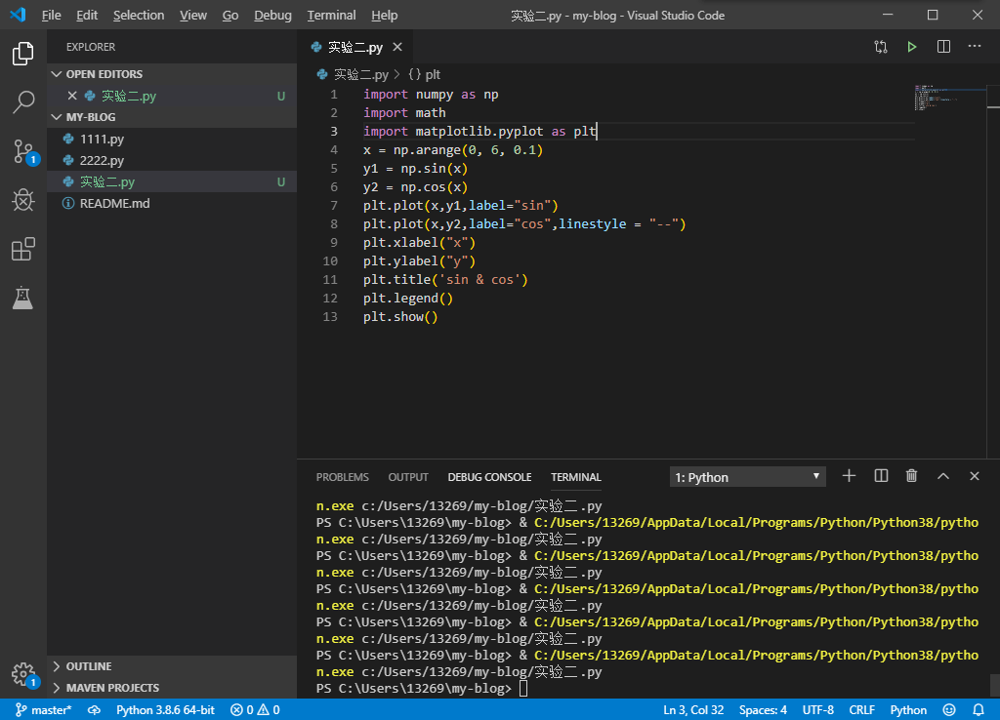 File Edit Selection View Go Debug Terminal Help 实验二.py - my-blog - Visual Studio Code
EXPLORER
OPEN EDITORS
实验二.py U
MY-BLOG
1111.py
2222.py
实验二.py U
README.md
OUTLINE
MAVEN PROJECTS
1
1
实验二.py
实验二.py > {} plt
1 import numpy as np
2 import math
3 import matplotlib.pyplot as plt
4 x = np.arange(0, 6, 0.1)
5 y1 = np.sin(x)
6 y2 = np.cos(x)
7 plt.plot(x,y1,label="sin")
8 plt.plot(x,y2,label="cos",linestyle = "--")
9 plt.xlabel("x")
10 plt.ylabel("y")
11 plt.title('sin & cos')
12 plt.legend()
13 plt.show()
PROBLEMS OUTPUT DEBUG CONSOLE TERMINAL 1: Python
n.exe c:/Users/13269/my-blog/实验二.py
PS C:\Users\13269\my-blog> & C:/Users/13269/AppData/Local/Programs/Python/Python38/pytho
n.exe c:/Users/13269/my-blog/实验二.py
PS C:\Users\13269\my-blog> & C:/Users/13269/AppData/Local/Programs/Python/Python38/pytho
n.exe c:/Users/13269/my-blog/实验二.py
PS C:\Users\13269\my-blog> & C:/Users/13269/AppData/Local/Programs/Python/Python38/pytho
n.exe c:/Users/13269/my-blog/实验二.py
PS C:\Users\13269\my-blog> & C:/Users/13269/AppData/Local/Programs/Python/Python38/pytho
n.exe c:/Users/13269/my-blog/实验二.py
PS C:\Users\13269\my-blog> & C:/Users/13269/AppData/Local/Programs/Python/Python38/pytho
n.exe c:/Users/13269/my-blog/实验二.py
PS C:\Users\13269\my-blog>
master* Python 3.8.6 64-bit 0 0 Ln 3, Col 32 Spaces: 4 UTF-8 CRLF Python